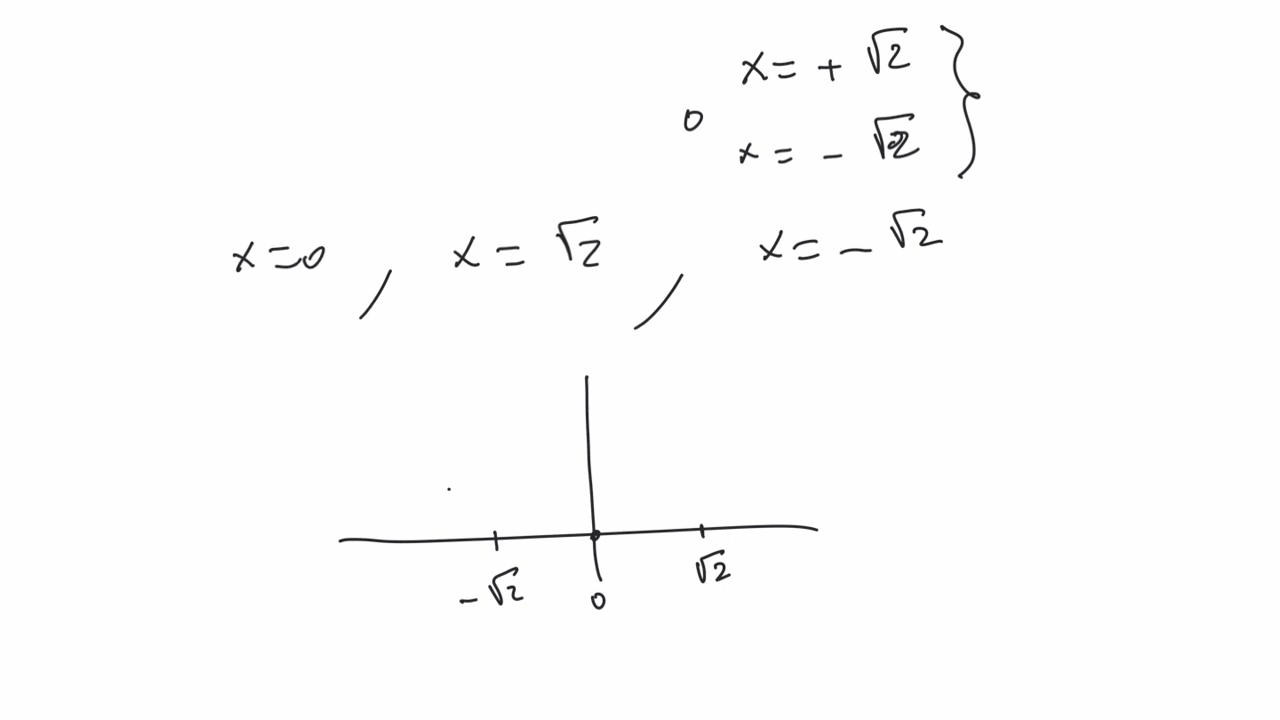 x = + √2
0
x = - √2
x = 0 , x = √2 , x = - √2
- √2 0 √2